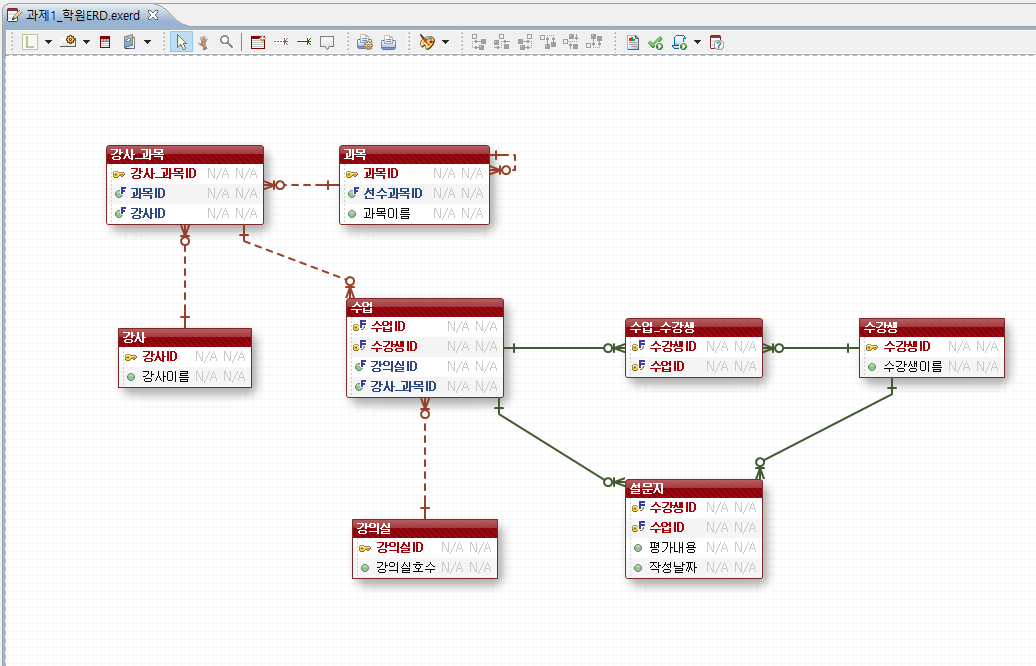 과제1_학원ERD.exerd
강사_과목
강사_과목ID N/A N/A
과목ID N/A N/A
강사ID N/A N/A
과목
과목ID N/A N/A
선수과목ID N/A N/A
과목이름 N/A N/A
강사
강사ID N/A N/A
강사이름 N/A N/A
수업
수업ID N/A N/A
수강생ID N/A N/A
강의실ID N/A N/A
강사_과목ID N/A N/A
수업_수강생
수강생ID N/A N/A
수업ID N/A N/A
수강생
수강생ID N/A N/A
수강생이름 N/A N/A
강의실
강의실ID N/A N/A
강의실호수 N/A N/A
설문지
수강생ID N/A N/A
수업ID N/A N/A
평가내용 N/A N/A
작성날짜 N/A N/A